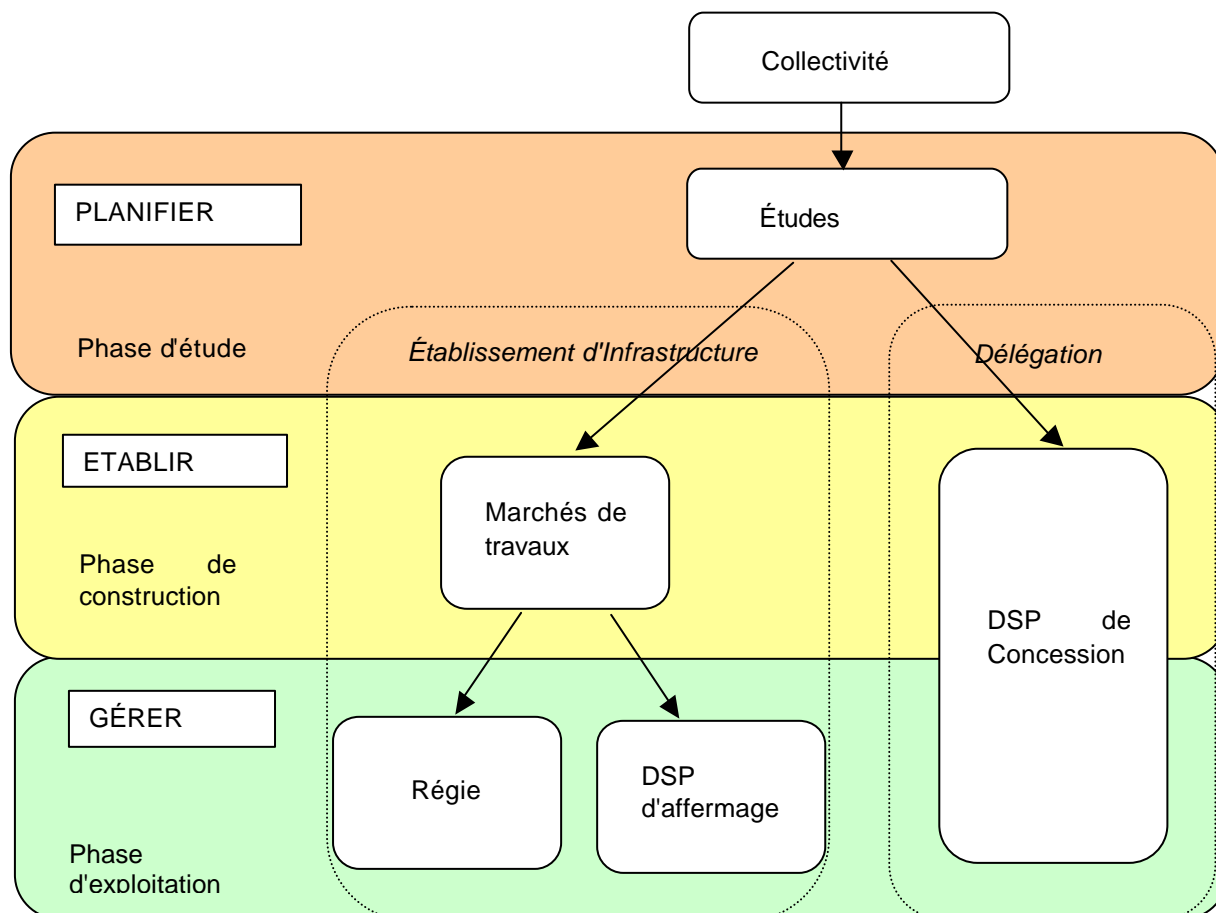 Collectivité
PLANIFIER
Études
Phase d'étude
Établissement d'Infrastructure
Délégation
ETABLIR
Marchés de
travaux
Phase de
construction
DSP de
Concession
GÉRER
Régie
DSP
d'affermage
Phase
d'exploitation